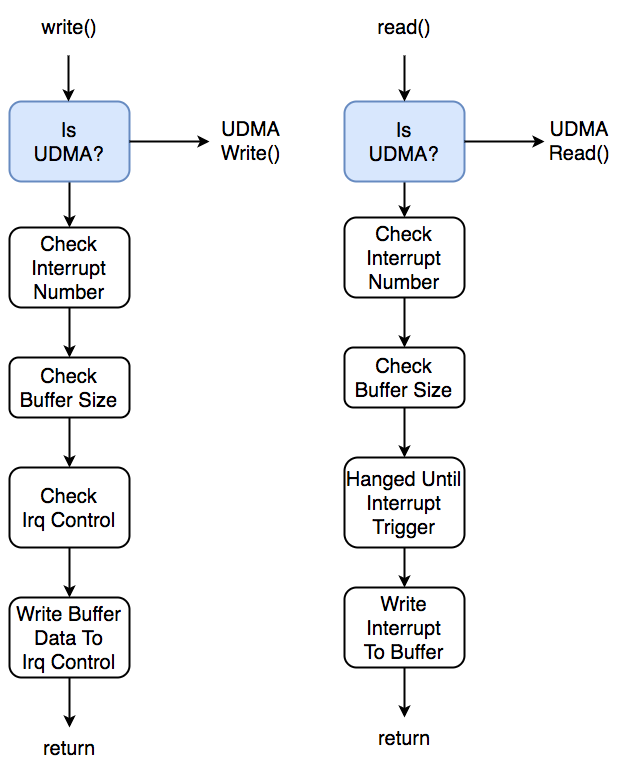 write()
Is
UDMA?
UDMA
Write()
Check
Interrupt
Number
Check
Buffer Size
Check
Irq Control
Write Buffer
Data To
Irq Control
return
read()
Is
UDMA?
UDMA
Read()
Check
Interrupt
Number
Check
Buffer Size
Hanged Until
Interrupt
Trigger
Write
Interrupt
To Buffer
return